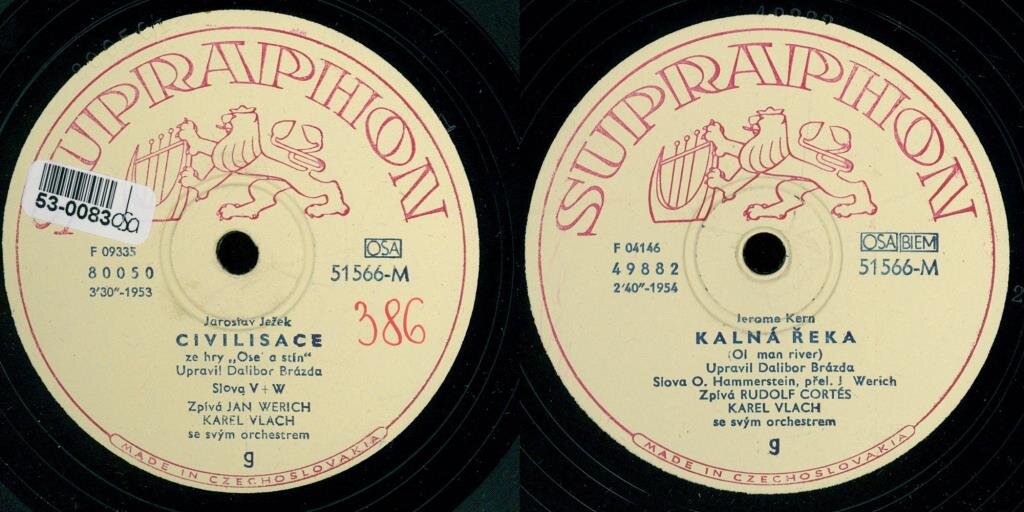 SUPRAPHON
53-0083
F 09335
80050
3'30"-1953
OSA
51566-M
386
Jaroslav Ježek
CIVILISACE
ze hry „Osel a stín“
Upravil Dalibor Brázda
Slova V+W
Zpívá JAN WERICH
KAREL VLACH
se svým orchestrem
g
MADE IN CZECHOSLOVAKIA
SUPRAPHON
F 04146
49882
2'40"-1954
OSA BIEM
51566-M
Jerome Kern
KALNÁ ŘEKA
(Ol man river)
Upravil Dalibor Brázda
Slova O. Hammerstein, přel. J Werich
Zpívá RUDOLF CORTÉS
KAREL VLACH
se svým orchestrem
g
MADE IN CZECHOSLOVAKIA